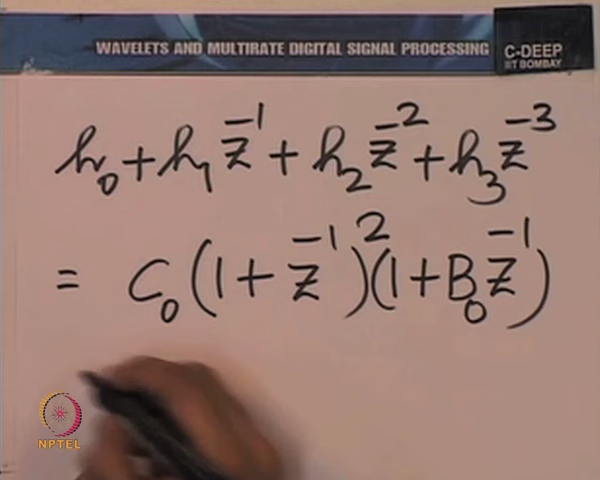 WAVELETS AND MULTIRATE DIGITAL SIGNAL PROCESSING
C-DEEP
IIT BOMBAY
h₀ + h₁ z⁻¹ + h₂ z⁻² + h₃ z⁻³
= C₀ (1 + z⁻¹)² (1 + B₀ z⁻¹)
NPTEL